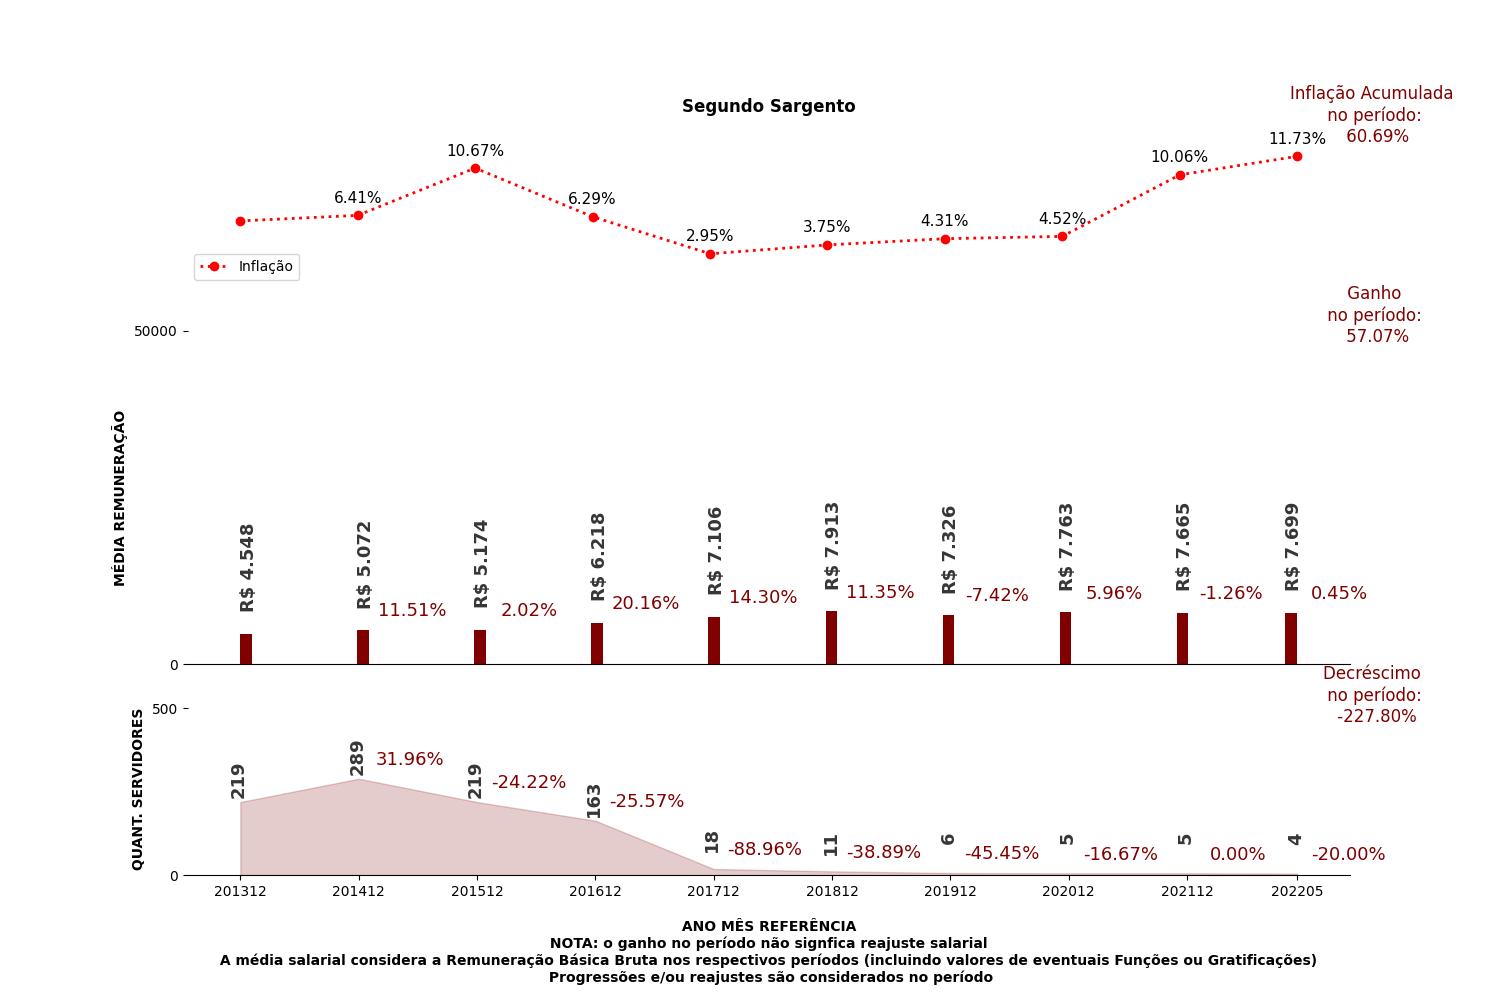 Segundo Sargento
Inflação Acumulada
no período:
60.69%
6.41%
10.67%
6.29%
2.95%
3.75%
4.31%
4.52%
10.06%
11.73%
Inflação
Ganho
no período:
57.07%
50000
0
MÉDIA REMUNERAÇÃO
R$ 4.548
R$ 5.072
R$ 5.174
R$ 6.218
R$ 7.106
R$ 7.913
R$ 7.326
R$ 7.763
R$ 7.665
R$ 7.699
11.51%
2.02%
20.16%
14.30%
11.35%
-7.42%
5.96%
-1.26%
0.45%
Decréscimo
no período:
-227.80%
500
0
QUANT. SERVIDORES
219
289
219
163
18
11
6
5
5
4
31.96%
-24.22%
-25.57%
-88.96%
-38.89%
-45.45%
-16.67%
0.00%
-20.00%
201312
201412
201512
201612
201712
201812
201912
202012
202112
202205
ANO MÊS REFERÊNCIA
NOTA: o ganho no período não signfica reajuste salarial
A média salarial considera a Remuneração Básica Bruta nos respectivos períodos (incluindo valores de eventuais Funções ou Gratificações)
Progressões e/ou reajustes são considerados no período